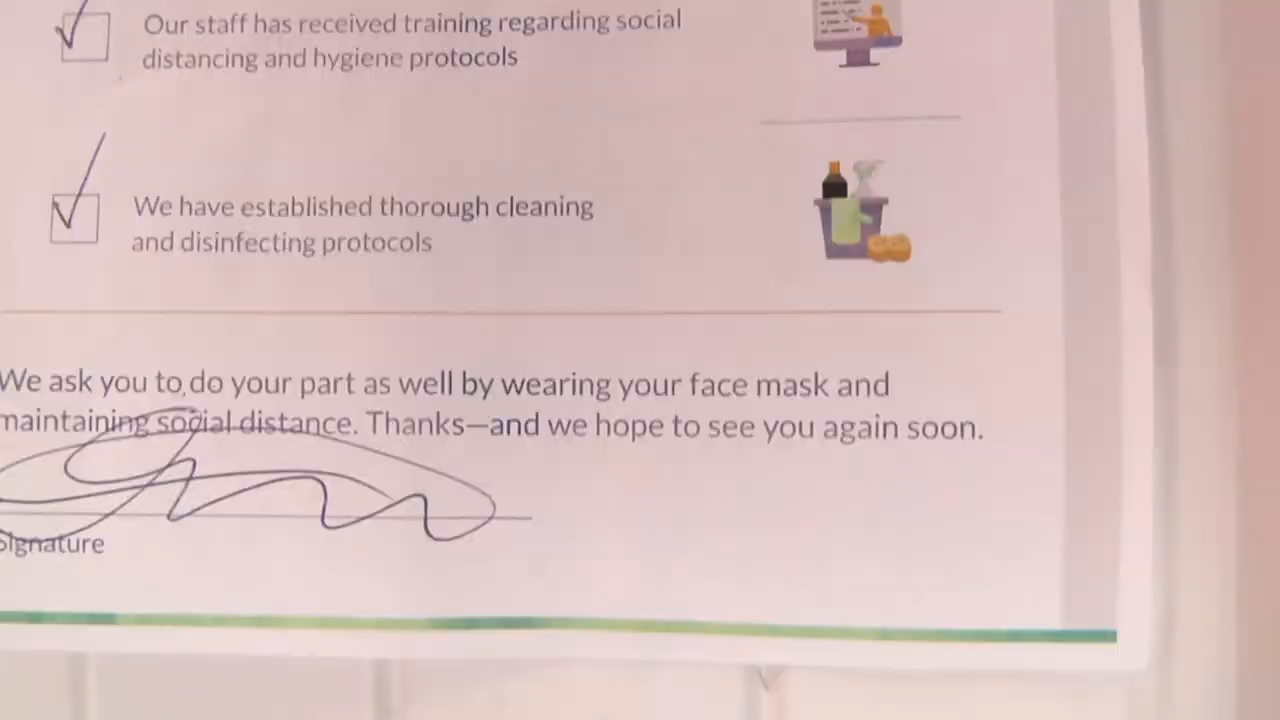 Our staff has received training regarding social
distancing and hygiene protocols
We have established thorough cleaning
and disinfecting protocols
We ask you to do your part as well by wearing your face mask and
maintaining social distance. Thanks—and we hope to see you again soon.
Signature